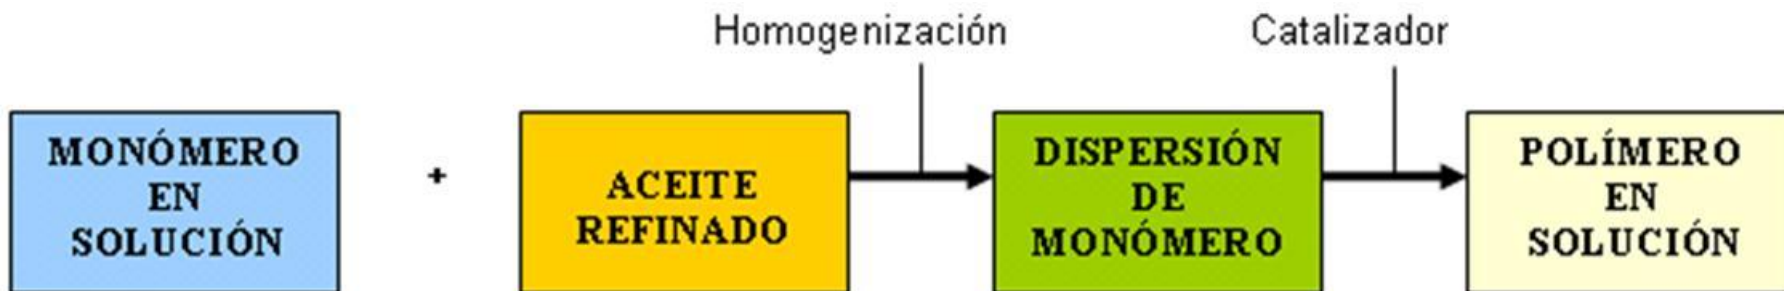 Homogenización
Catalizador
MONÓMERO
EN
SOLUCIÓN
+
ACEITE
REFINADO
DISPERSIÓN
DE
MONÓMERO
POLÍMERO
EN
SOLUCIÓN